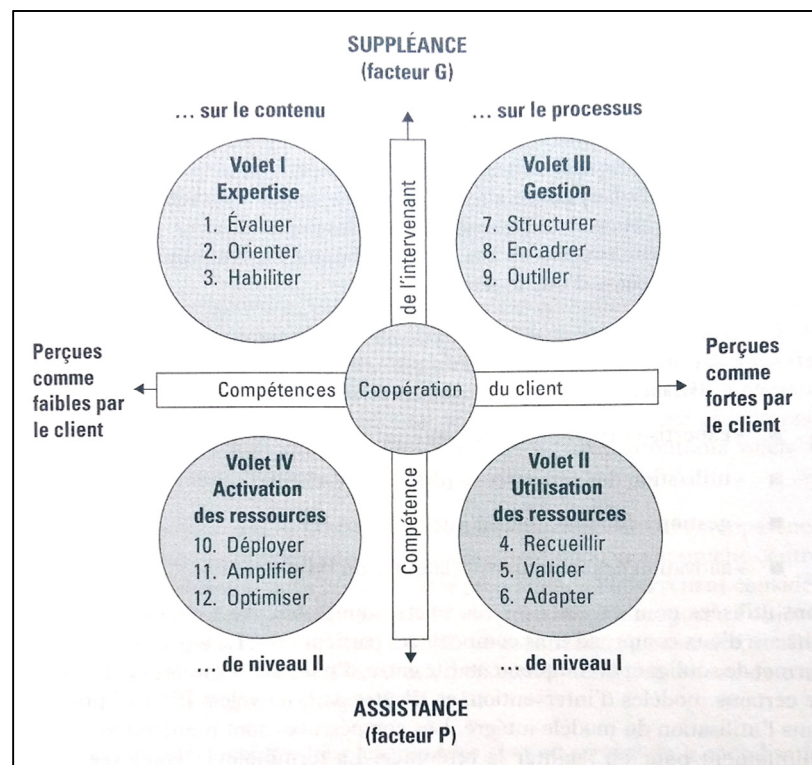 SUPPLÉANCE
(facteur G)
… sur le contenu
… sur le processus
Volet I
Expertise
1. Évaluer
2. Orienter
3. Habiliter
Volet III
Gestion
7. Structurer
8. Encadrer
9. Outiller
de l'intervenant
Perçues
comme
faibles par
le client
Compétences
Coopération
du client
Perçues
comme
fortes par
le client
Compétence
Volet IV
Activation
des ressources
10. Déployer
11. Amplifier
12. Optimiser
Volet II
Utilisation
des ressources
4. Recueillir
5. Valider
6. Adapter
… de niveau II
… de niveau I
ASSISTANCE
(facteur P)